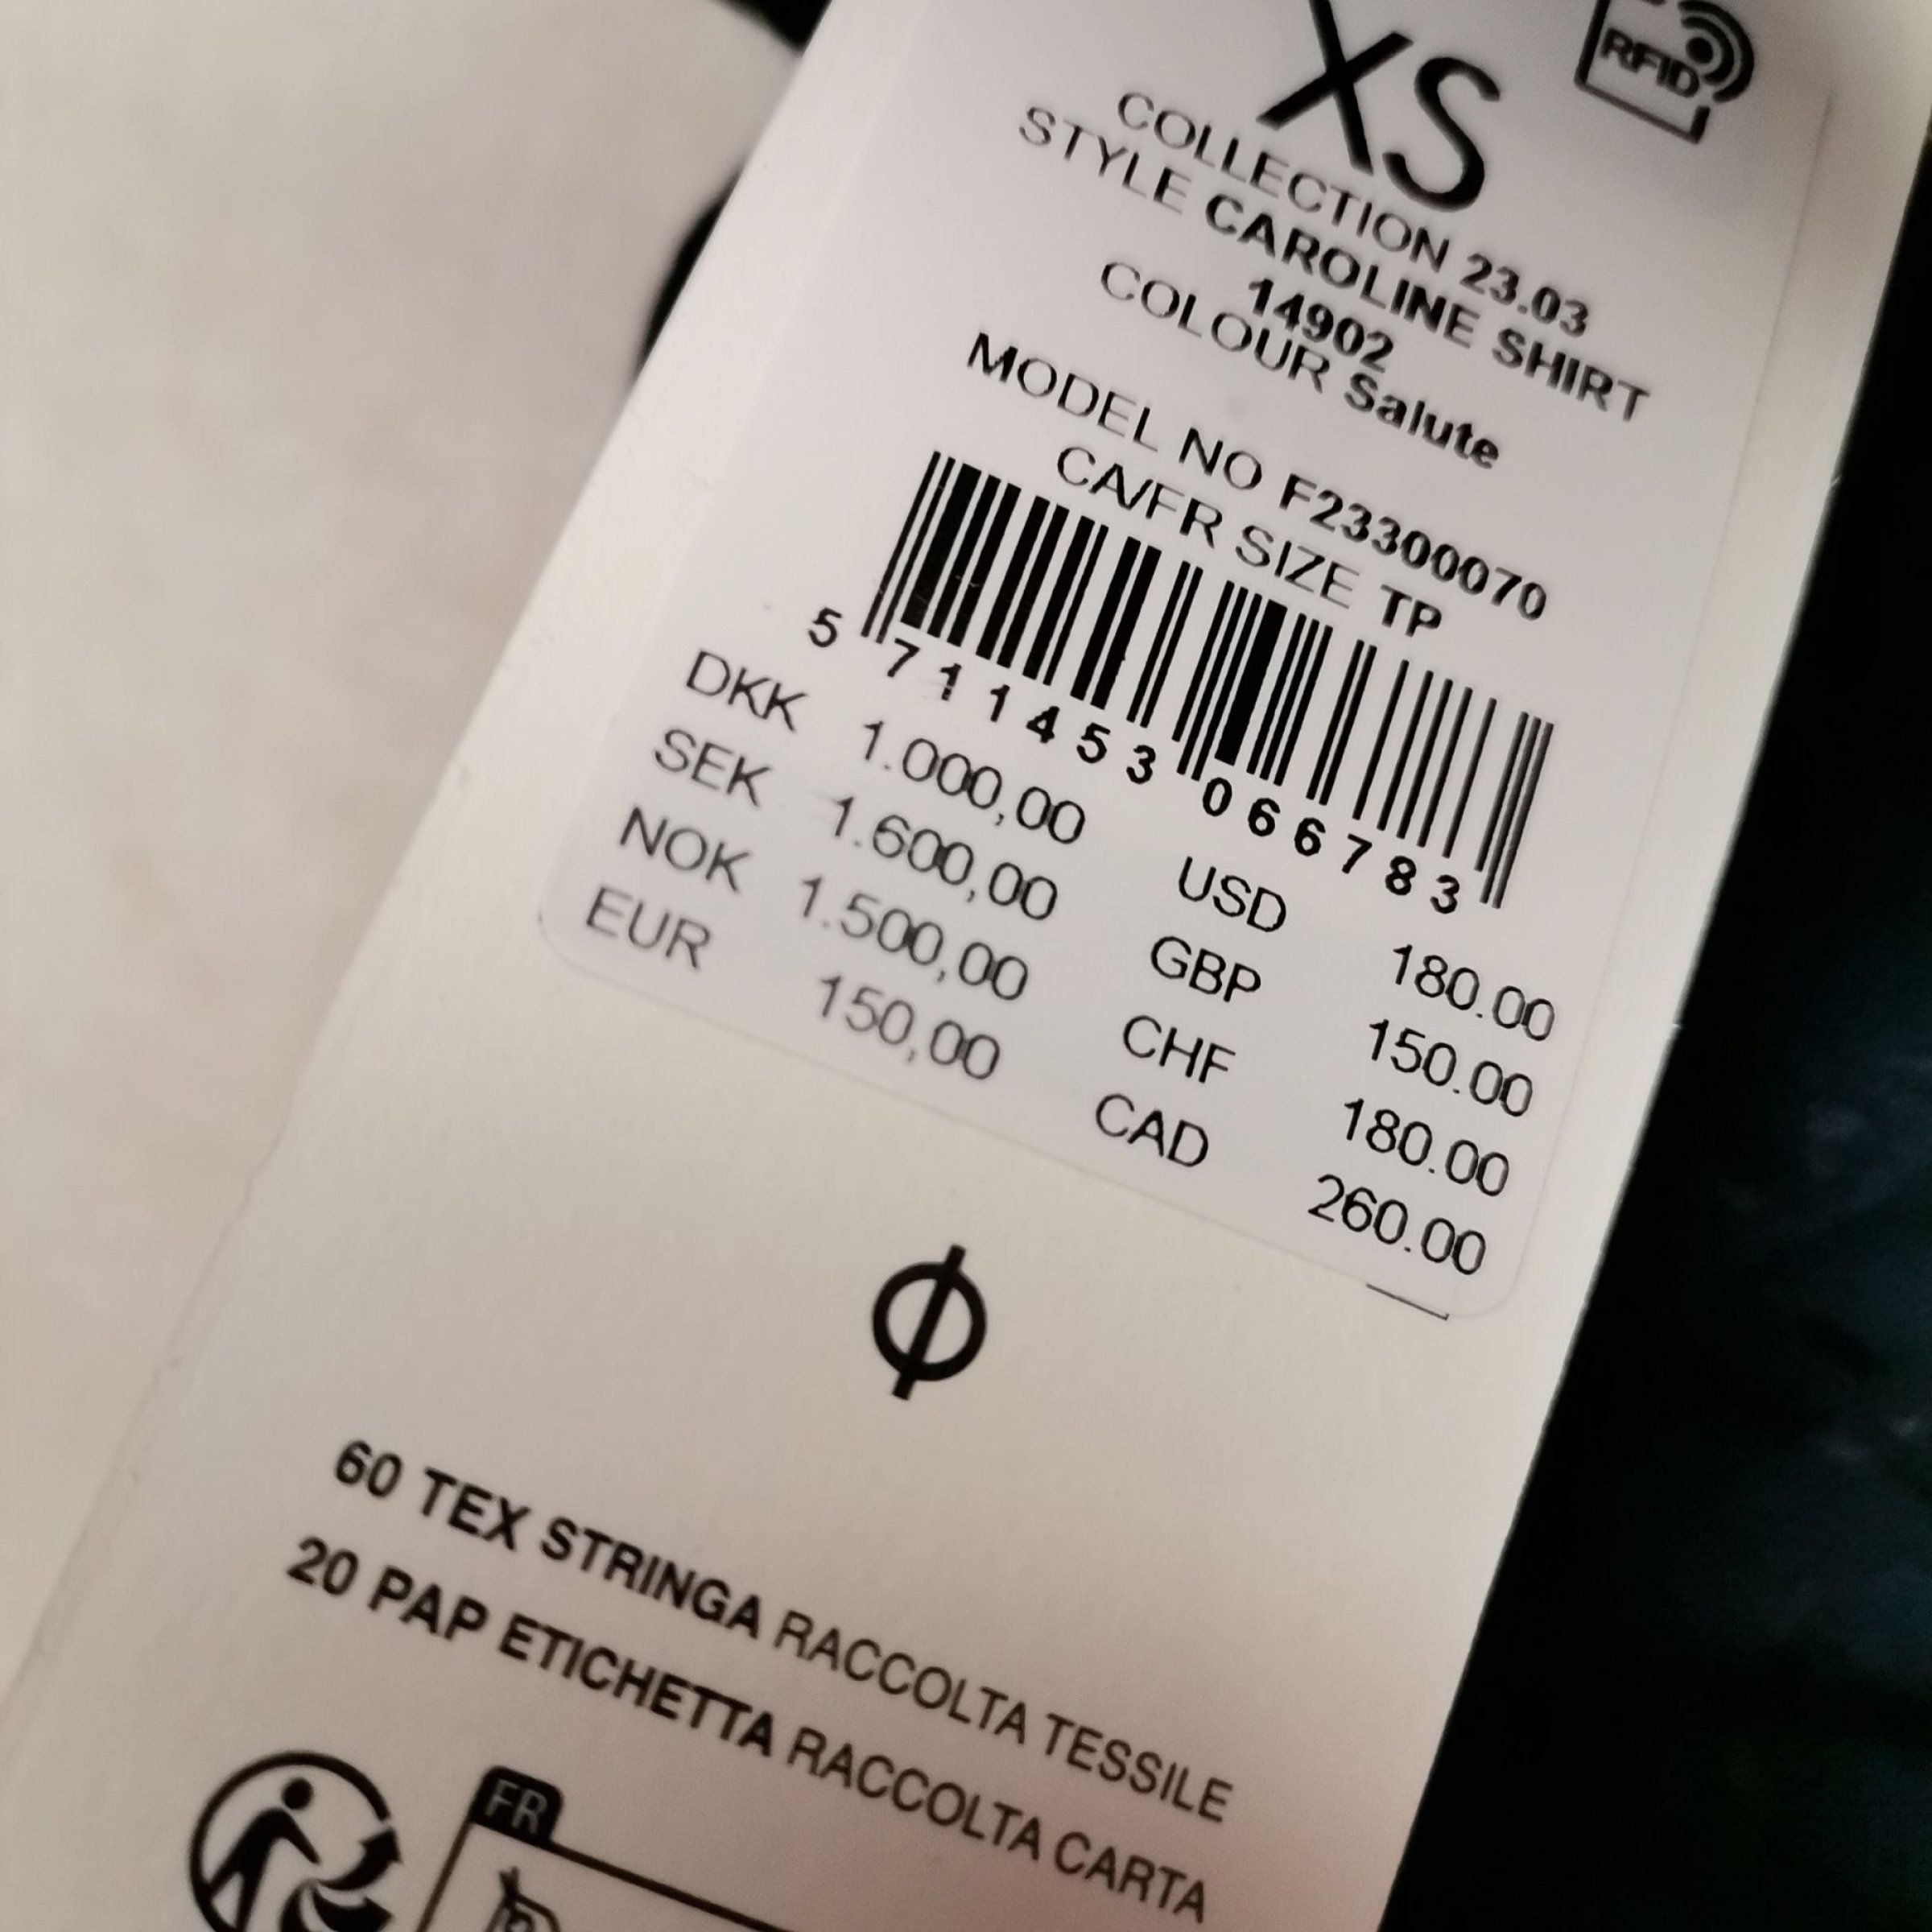 XS
RFID
COLLECTION 23.03
STYLE CAROLINE SHIRT
14902
COLOUR Salute
MODEL NO F23300070
CA/FR SIZE TP
5 711453 066783
DKK 1.000,00 USD 180.00
SEK 1.600,00 GBP 150.00
NOK 1.500,00 CHF 180.00
EUR 150,00 CAD 260.00
60 TEX STRINGA RACCOLTA TESSILE
20 PAP ETICHETTA RACCOLTA CARTA
FR